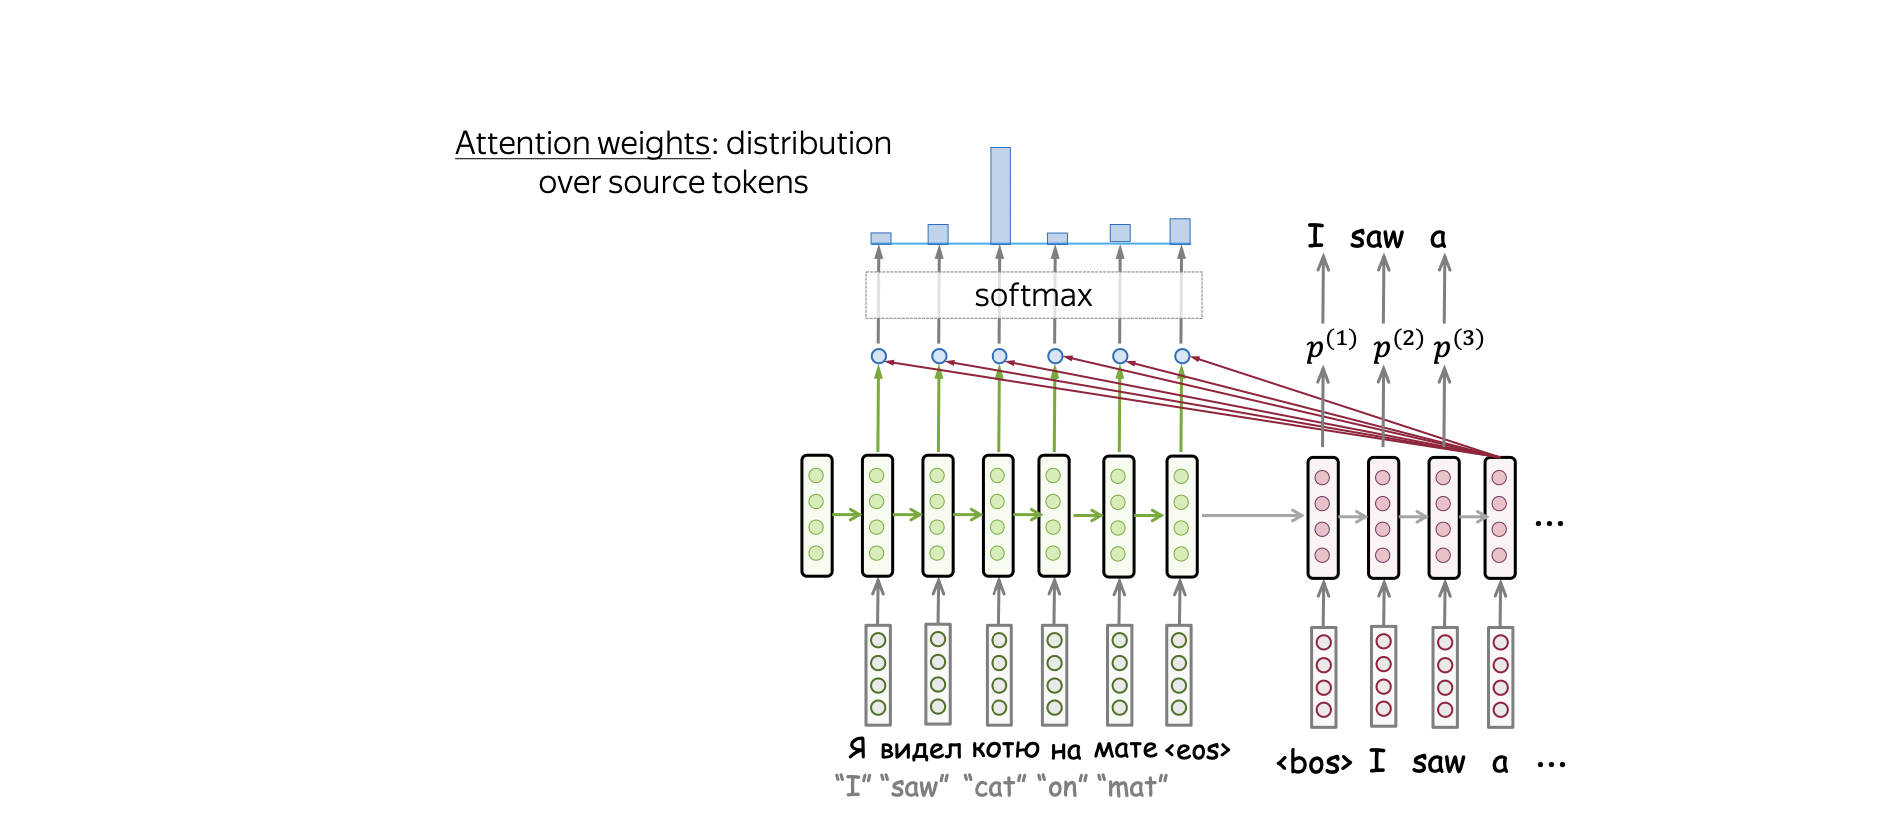 Attention weights: distribution
over source tokens
softmax
I saw a
p(1) p(2) p(3)
...
Я видел котю на мате <eos>
"I" "saw" "cat" "on" "mat"
<bos> I saw a ...